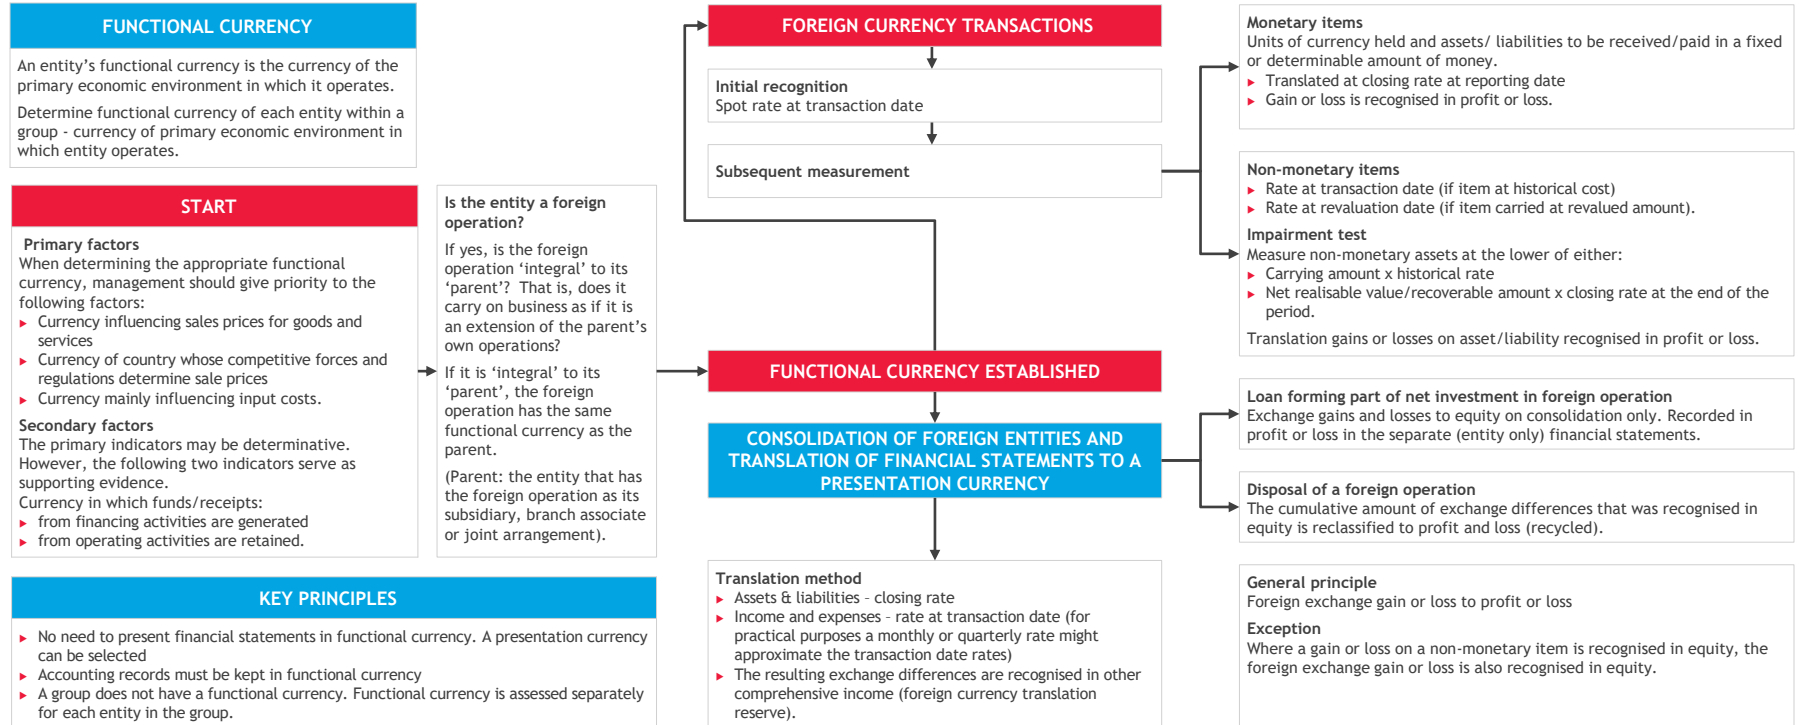 FUNCTIONAL CURRENCY
An entity’s functional currency is the currency of the
primary economic environment in which it operates.
Determine functional currency of each entity within a
group - currency of primary economic environment in
which entity operates.
START
Primary factors
When determining the appropriate functional
currency, management should give priority to the
following factors:
► Currency influencing sales prices for goods and
services
► Currency of country whose competitive forces and
regulations determine sale prices
► Currency mainly influencing input costs.
Secondary factors
The primary indicators may be determinative.
However, the following two indicators serve as
supporting evidence.
Currency in which funds/receipts:
► from financing activities are generated
► from operating activities are retained.
Is the entity a foreign
operation?
If yes, is the foreign
operation ‘integral’ to its
‘parent’? That is, does it
carry on business as if it is
an extension of the parent’s
own operations?
If it is ‘integral’ to its
‘parent’, the foreign
operation has the same
functional currency as the
parent.
(Parent: the entity that has
the foreign operation as its
subsidiary, branch associate
or joint arrangement).
KEY PRINCIPLES
► No need to present financial statements in functional currency. A presentation currency
can be selected
► Accounting records must be kept in functional currency
► A group does not have a functional currency. Functional currency is assessed separately
for each entity in the group.
FOREIGN CURRENCY TRANSACTIONS
Initial recognition
Spot rate at transaction date
Subsequent measurement
FUNCTIONAL CURRENCY ESTABLISHED
CONSOLIDATION OF FOREIGN ENTITIES AND
TRANSLATION OF FINANCIAL STATEMENTS TO A
PRESENTATION CURRENCY
Translation method
► Assets & liabilities - closing rate
► Income and expenses - rate at transaction date (for
practical purposes a monthly or quarterly rate might
approximate the transaction date rates)
► The resulting exchange differences are recognised in other
comprehensive income (foreign currency translation
reserve).
Monetary items
Units of currency held and assets/ liabilities to be received/paid in a fixed
or determinable amount of money.
► Translated at closing rate at reporting date
► Gain or loss is recognised in profit or loss.
Non-monetary items
► Rate at transaction date (if item at historical cost)
► Rate at revaluation date (if item carried at revalued amount).
Impairment test
Measure non-monetary assets at the lower of either:
► Carrying amount x historical rate
► Net realisable value/recoverable amount x closing rate at the end of the
period.
Translation gains or losses on asset/liability recognised in profit or loss.
Loan forming part of net investment in foreign operation
Exchange gains and losses to equity on consolidation only. Recorded in
profit or loss in the separate (entity only) financial statements.
Disposal of a foreign operation
The cumulative amount of exchange differences that was recognised in
equity is reclassified to profit and loss (recycled).
General principle
Foreign exchange gain or loss to profit or loss
Exception
Where a gain or loss on a non-monetary item is recognised in equity, the
foreign exchange gain or loss is also recognised in equity.